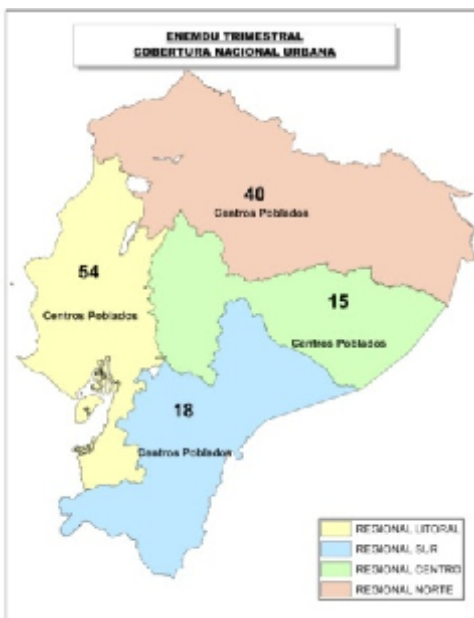 ENEMDU TRIMESTRAL
COBERTURA NACIONAL URBANA
40
Centros Poblados
54
Centros Poblados
15
Centros Poblados
18
Centros Poblados
REGIONAL LITORAL
REGIONAL SUR
REGIONAL CENTRO
REGIONAL NORTE